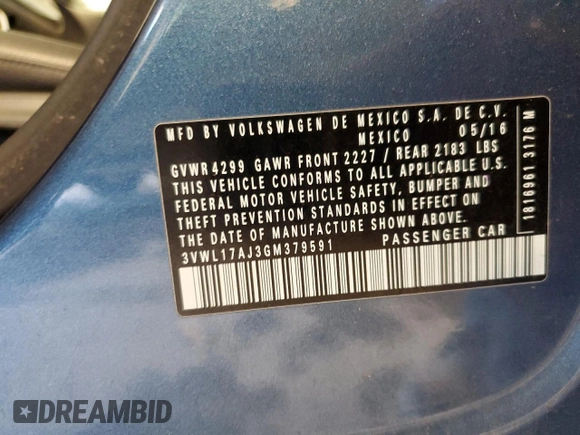 MFD BY VOLKSWAGEN DE MEXICO S.A. DE C.V.
MEXICO 05/16
GVWR 4299 GAWR FRONT 2227 / REAR 2183 LBS
THIS VEHICLE CONFORMS TO ALL APPLICABLE U.S.
FEDERAL MOTOR VEHICLE SAFETY, BUMPER AND
THEFT PREVENTION STANDARDS IN EFFECT ON
THE DATE OF MANUFACTURE SHOWN ABOVE.
3VWL17AJ3GM379591 PASSENGER CAR
1816961 3176 M
DREAMBID